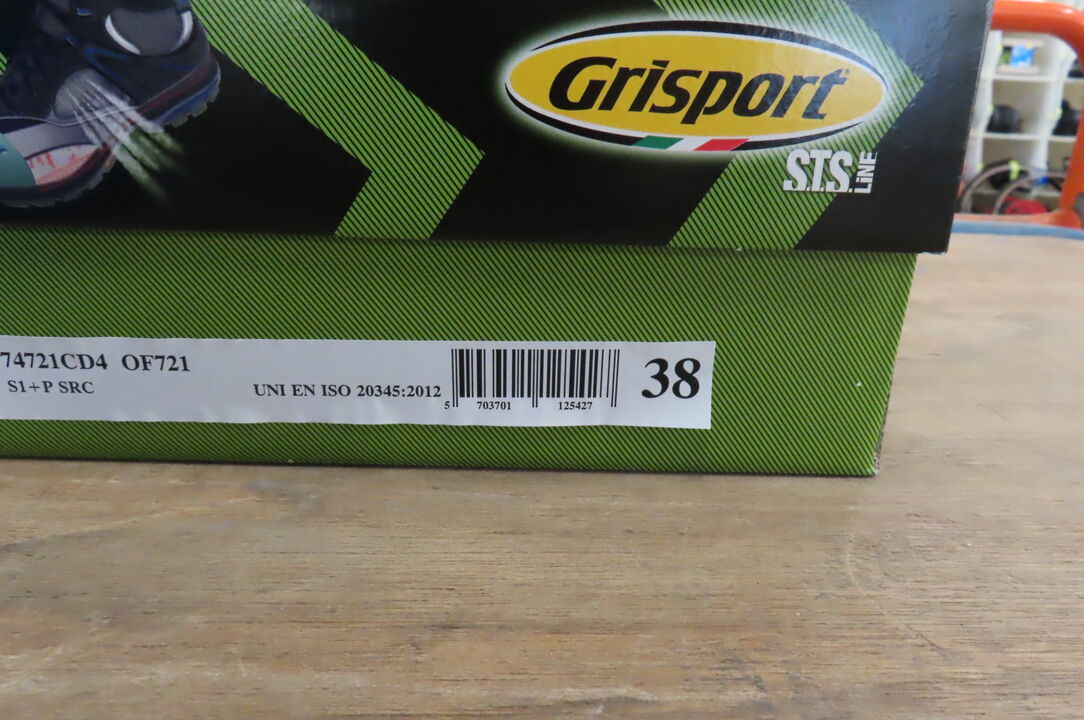 Grisport
S.T.S. LiNE
74721CD4 OF721
S1+P SRC
UNI EN ISO 20345:2012
5 703701 125427
38